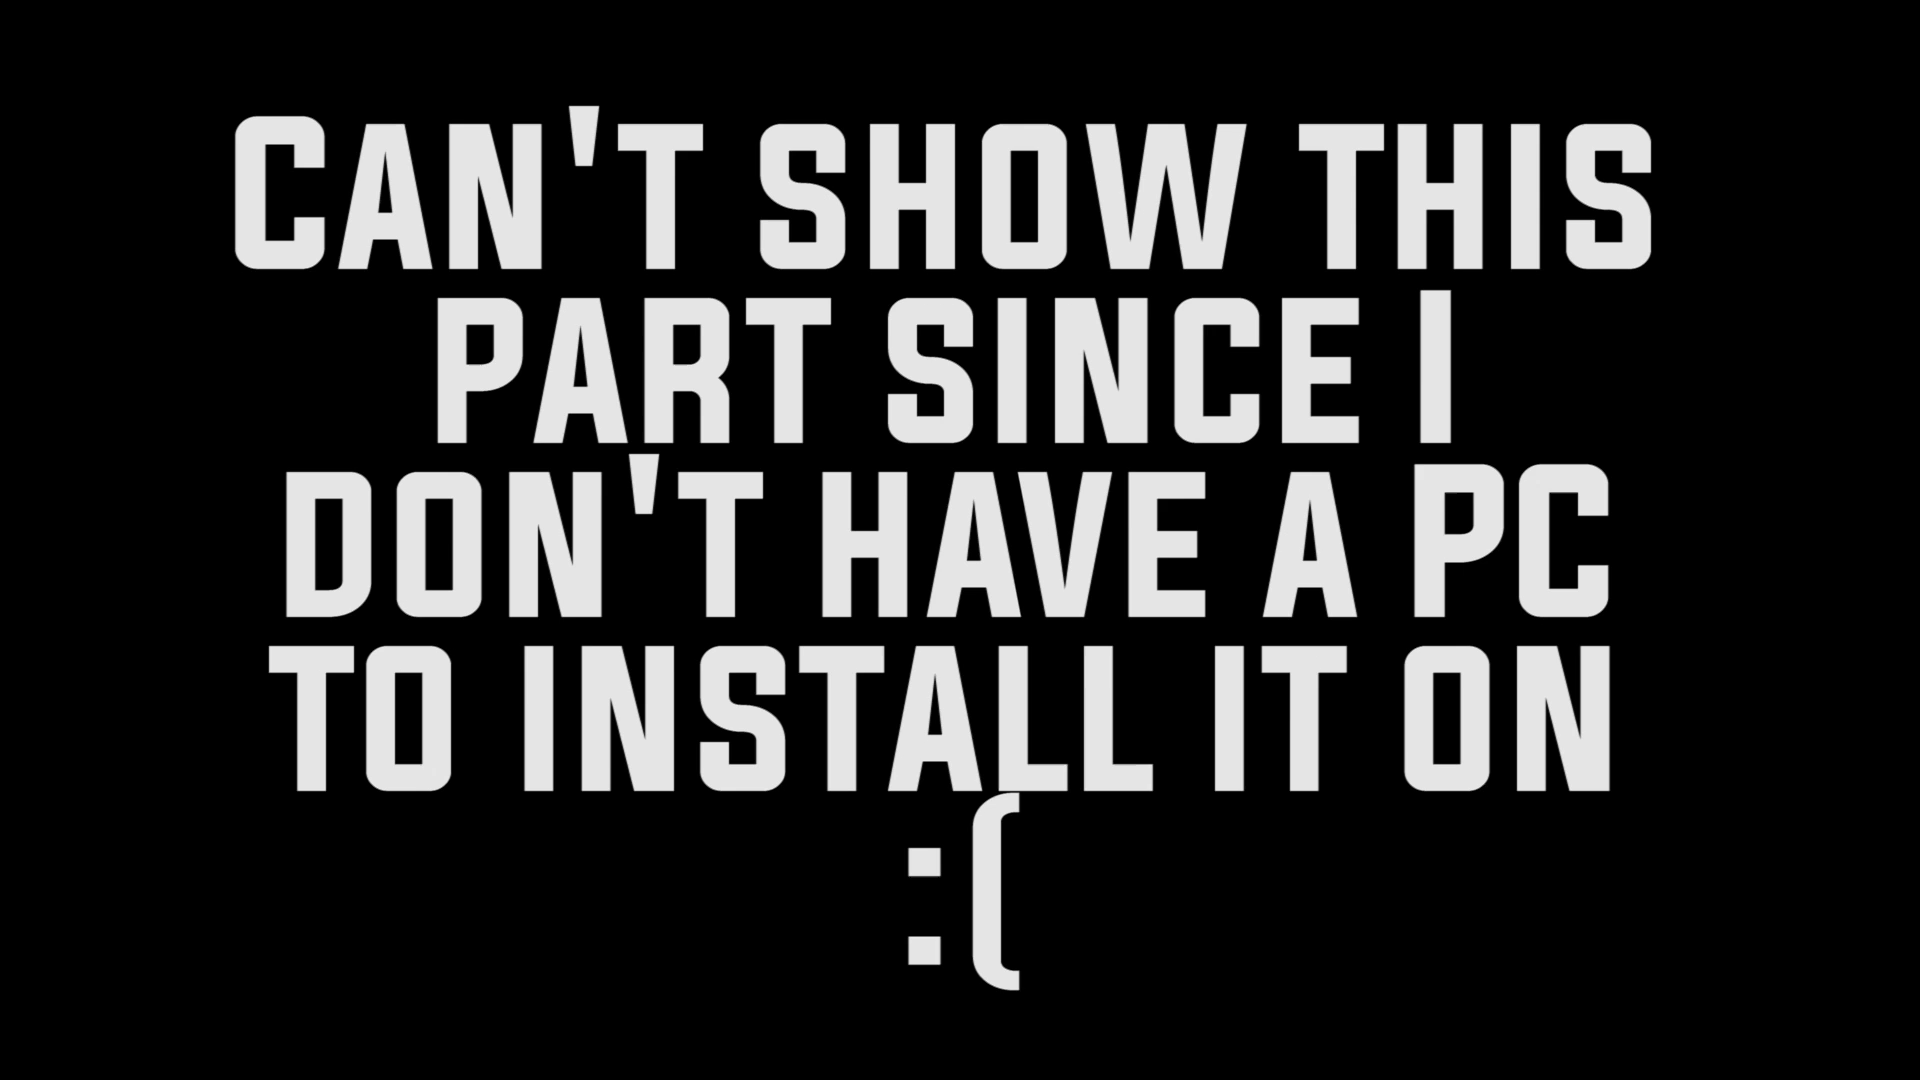 Can't show this
part since I
don't have a PC
to install it on
:(